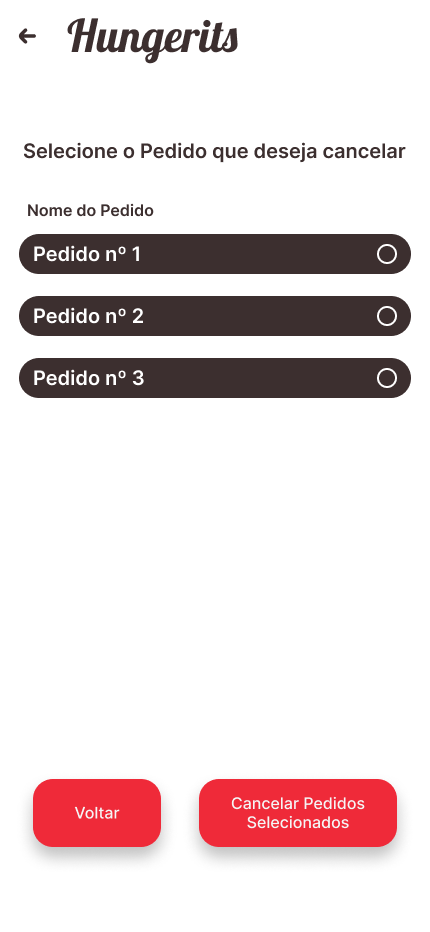 Hungerits
Selecione o Pedido que deseja cancelar
Nome do Pedido
Pedido nº 1
Pedido nº 2
Pedido nº 3
Voltar
Cancelar Pedidos
Selecionados